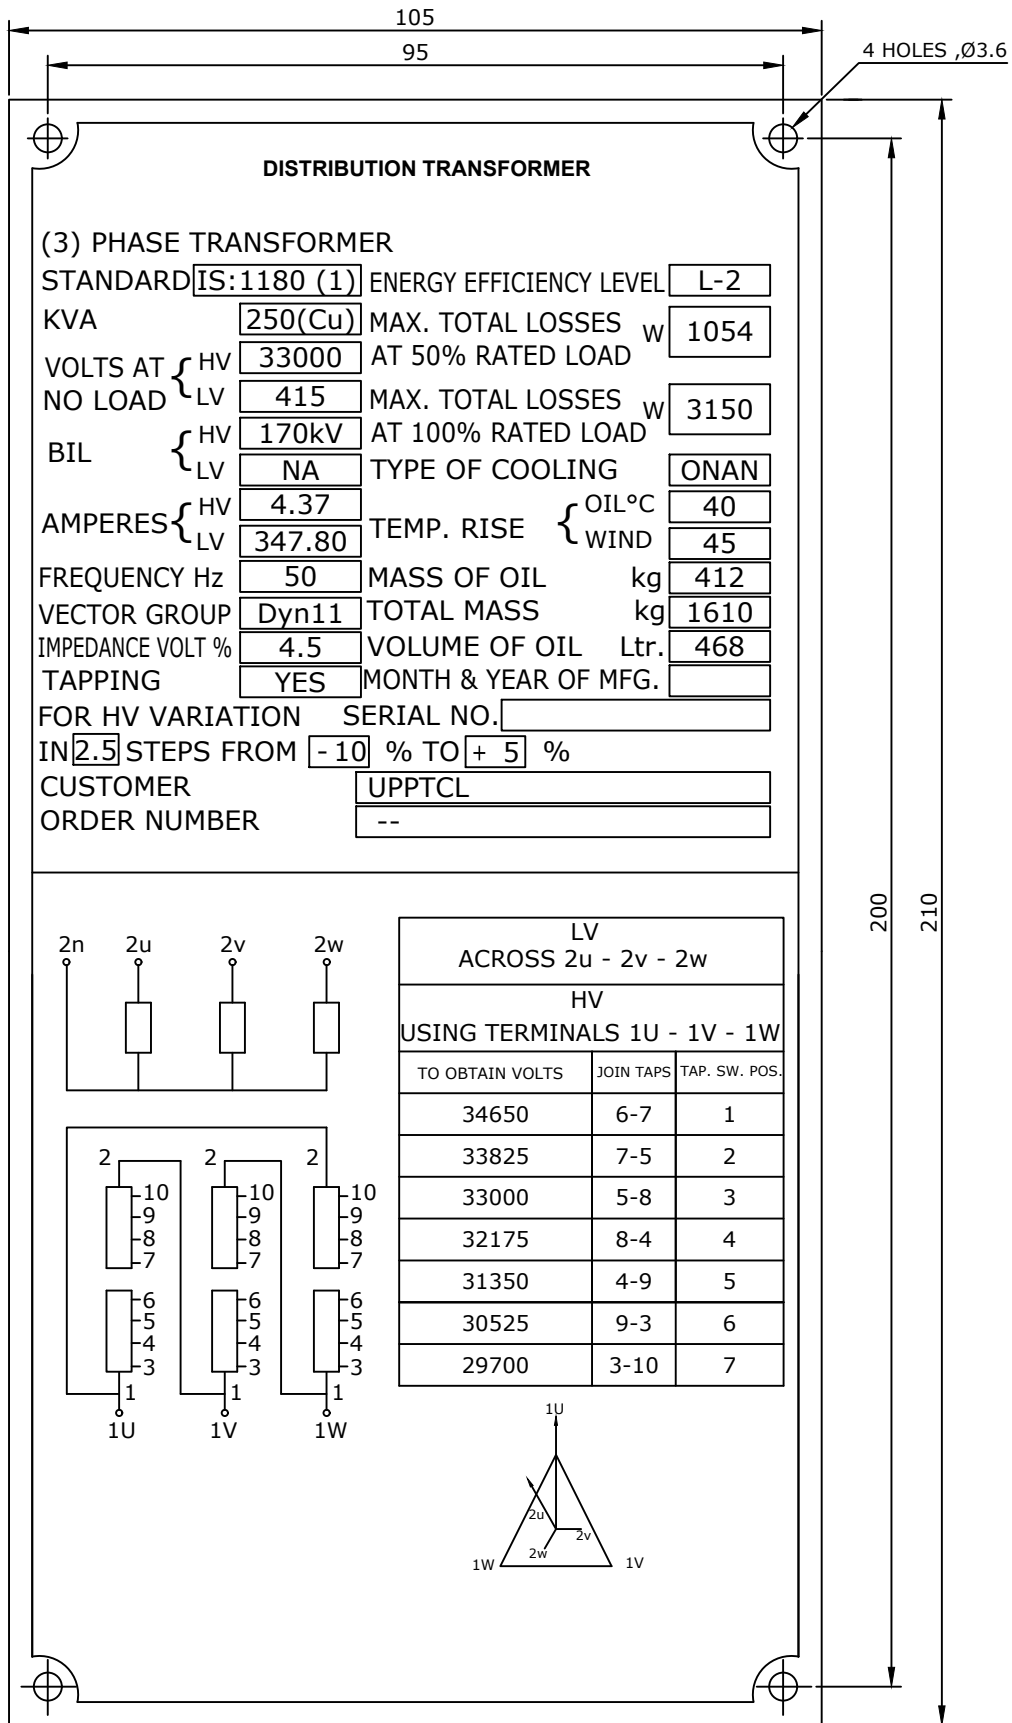 105
95
4 HOLES ,Ø3.6
DISTRIBUTION TRANSFORMER
(3) PHASE TRANSFORMER
STANDARD IS:1180 (1) ENERGY EFFICIENCY LEVEL L-2
KVA 250(Cu) MAX. TOTAL LOSSES AT 50% RATED LOAD W 1054
VOLTS AT NO LOAD { HV 33000
LV 415 MAX. TOTAL LOSSES AT 100% RATED LOAD W 3150
BIL { HV 170kV
LV NA TYPE OF COOLING ONAN
AMPERES { HV 4.37 TEMP. RISE { OIL°C 40
LV 347.80 WIND 45
FREQUENCY Hz 50 MASS OF OIL kg 412
VECTOR GROUP Dyn11 TOTAL MASS kg 1610
IMPEDANCE VOLT % 4.5 VOLUME OF OIL Ltr. 468
TAPPING YES MONTH & YEAR OF MFG.
FOR HV VARIATION SERIAL NO.
IN 2.5 STEPS FROM - 10 % TO + 5 %
CUSTOMER UPPTCL
ORDER NUMBER --
200
210
2n 2u 2v 2w
2 2 2
10 10 10
9 9 9
8 8 8
7 7 7
6 6 6
5 5 5
4 4 4
3 3 3
1 1 1
1U 1V 1W
LV
ACROSS 2u - 2v - 2w
HV
USING TERMINALS 1U - 1V - 1W
TO OBTAIN VOLTS JOIN TAPS TAP. SW. POS.
34650 6-7 1
33825 7-5 2
33000 5-8 3
32175 8-4 4
31350 4-9 5
30525 9-3 6
29700 3-10 7
1U
2u
2v
2w
1W 1V